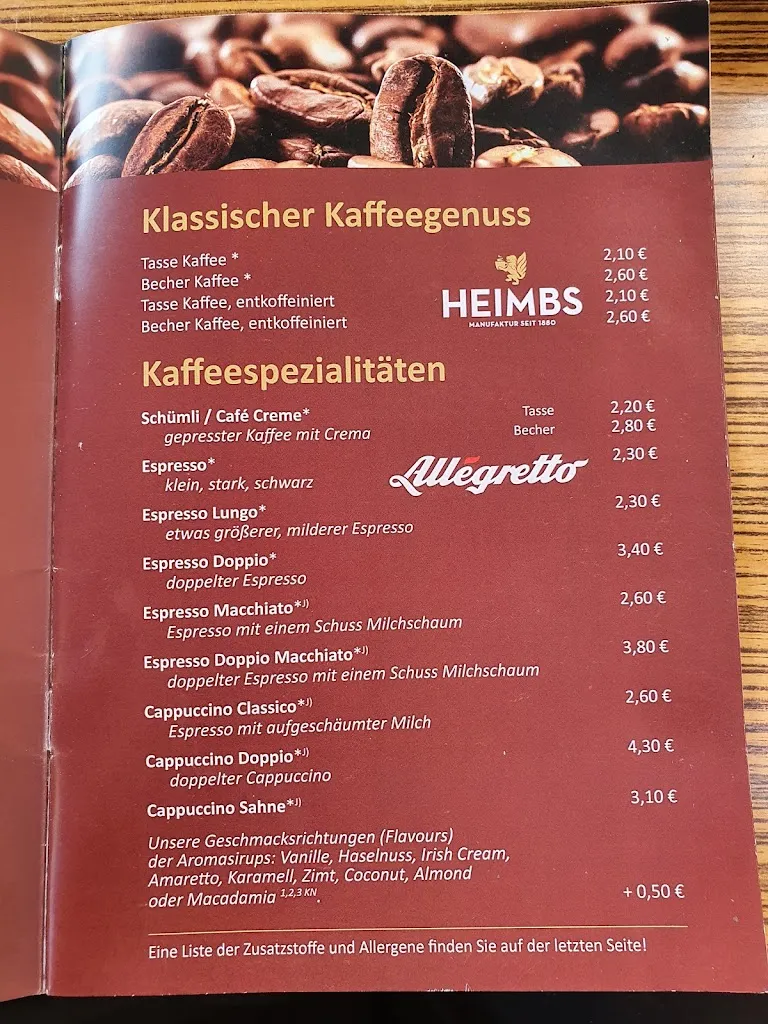 Klassischer Kaffeegenuss
Tasse Kaffee * 2,10 €
Becher Kaffee * 2,60 €
Tasse Kaffee, entkoffeiniert 2,10 €
Becher Kaffee, entkoffeiniert 2,60 €
HEIMBS
MANUFAKTUR SEIT 1880
Kaffeespezialitäten
Schümli / Café Creme* Tasse 2,20 €
gepresster Kaffee mit Crema Becher 2,80 €
Espresso* 2,30 €
klein, stark, schwarz
Allegretto
Espresso Lungo* 2,30 €
etwas größerer, milderer Espresso
Espresso Doppio* 3,40 €
doppelter Espresso
Espresso Macchiato*J) 2,60 €
Espresso mit einem Schuss Milchschaum
Espresso Doppio Macchiato*J) 3,80 €
doppelter Espresso mit einem Schuss Milchschaum
Cappuccino Classico*J) 2,60 €
Espresso mit aufgeschäumter Milch
Cappuccino Doppio*J) 4,30 €
doppelter Cappuccino
Cappuccino Sahne*J) 3,10 €
Unsere Geschmacksrichtungen (Flavours)
der Aromasirups: Vanille, Haselnuss, Irish Cream,
Amaretto, Karamell, Zimt, Coconut, Almond
oder Macadamia 1,2,3 KN. + 0,50 €
Eine Liste der Zusatzstoffe und Allergene finden Sie auf der letzten Seite!